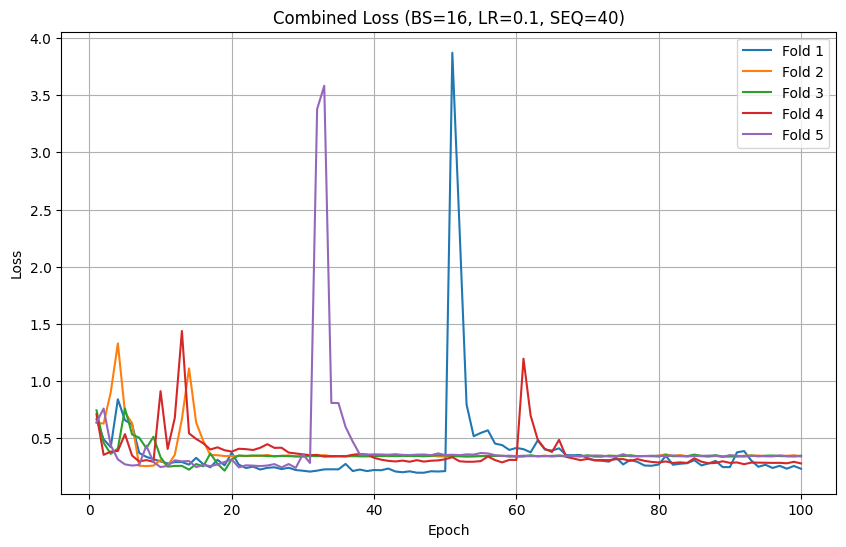 Combined Loss (BS=16, LR=0.1, SEQ=40)
4.0
3.5
3.0
2.5
2.0
1.5
1.0
0.5
Loss
Fold 1
Fold 2
Fold 3
Fold 4
Fold 5
0 20 40 60 80 100
Epoch